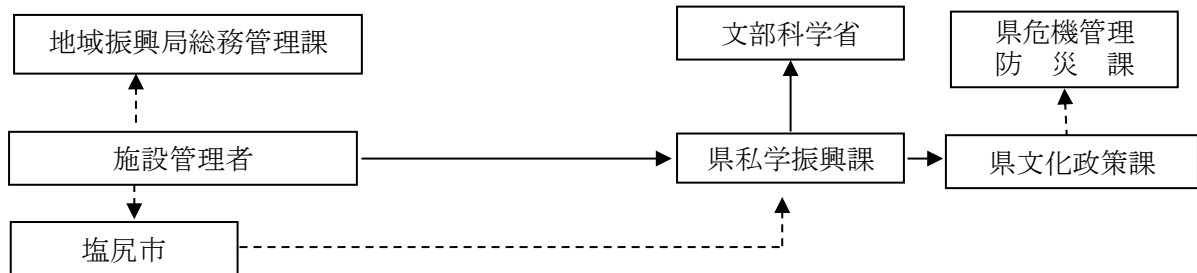 地域振興局総務管理課
文部科学省
県危機管理
防　災　課
施設管理者
県私学振興課
県文化政策課
塩尻市